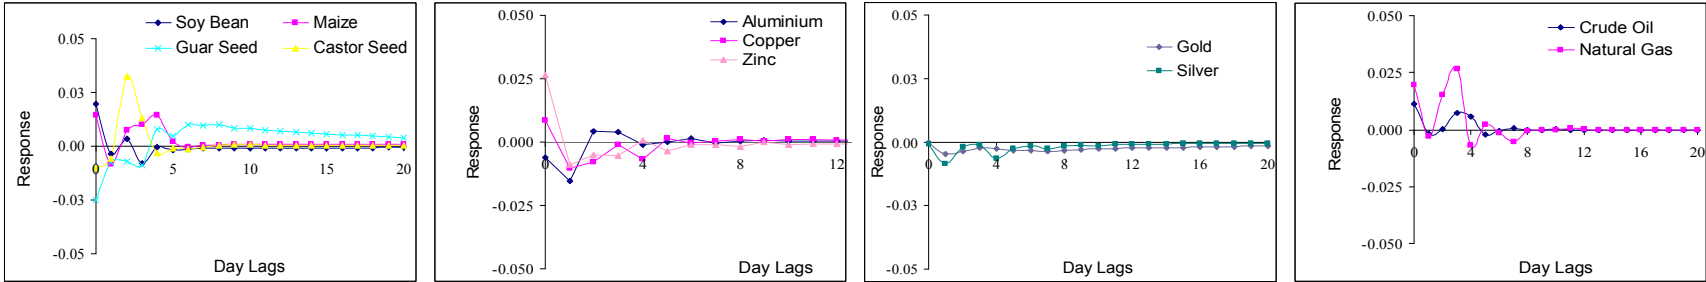 Soy Bean Maize
Guar Seed Castor Seed
0.05
0.03
0.00
-0.03
-0.05
0 5 10 15 20
Response
Day Lags
Aluminium
Copper
Zinc
0.050
0.025
0.000
-0.025
-0.050
0 4 8 12
Response
Day Lags
Gold
Silver
0.05
0.03
0.00
-0.03
-0.05
0 4 8 12 16 20
Response
Day Lags
Crude Oil
Natural Gas
0.050
0.025
0.000
-0.025
-0.050
0 4 8 12 16 20
Response
Day Lags